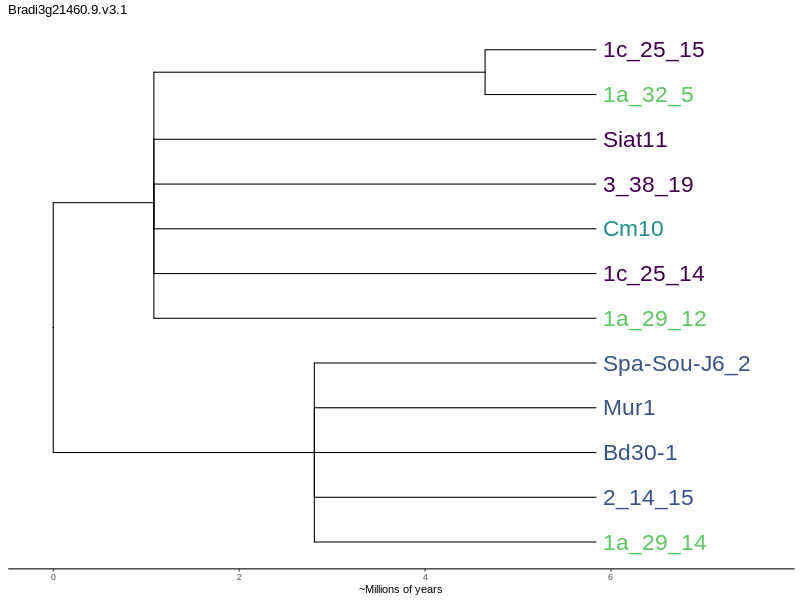 Bradi3g21460.9.v3.1
1c_25_15
1a_32_5
Siat11
3_38_19
Cm10
1c_25_14
1a_29_12
Spa-Sou-J6_2
Mur1
Bd30-1
2_14_15
1a_29_14
0 2 4 6
~Millions of years